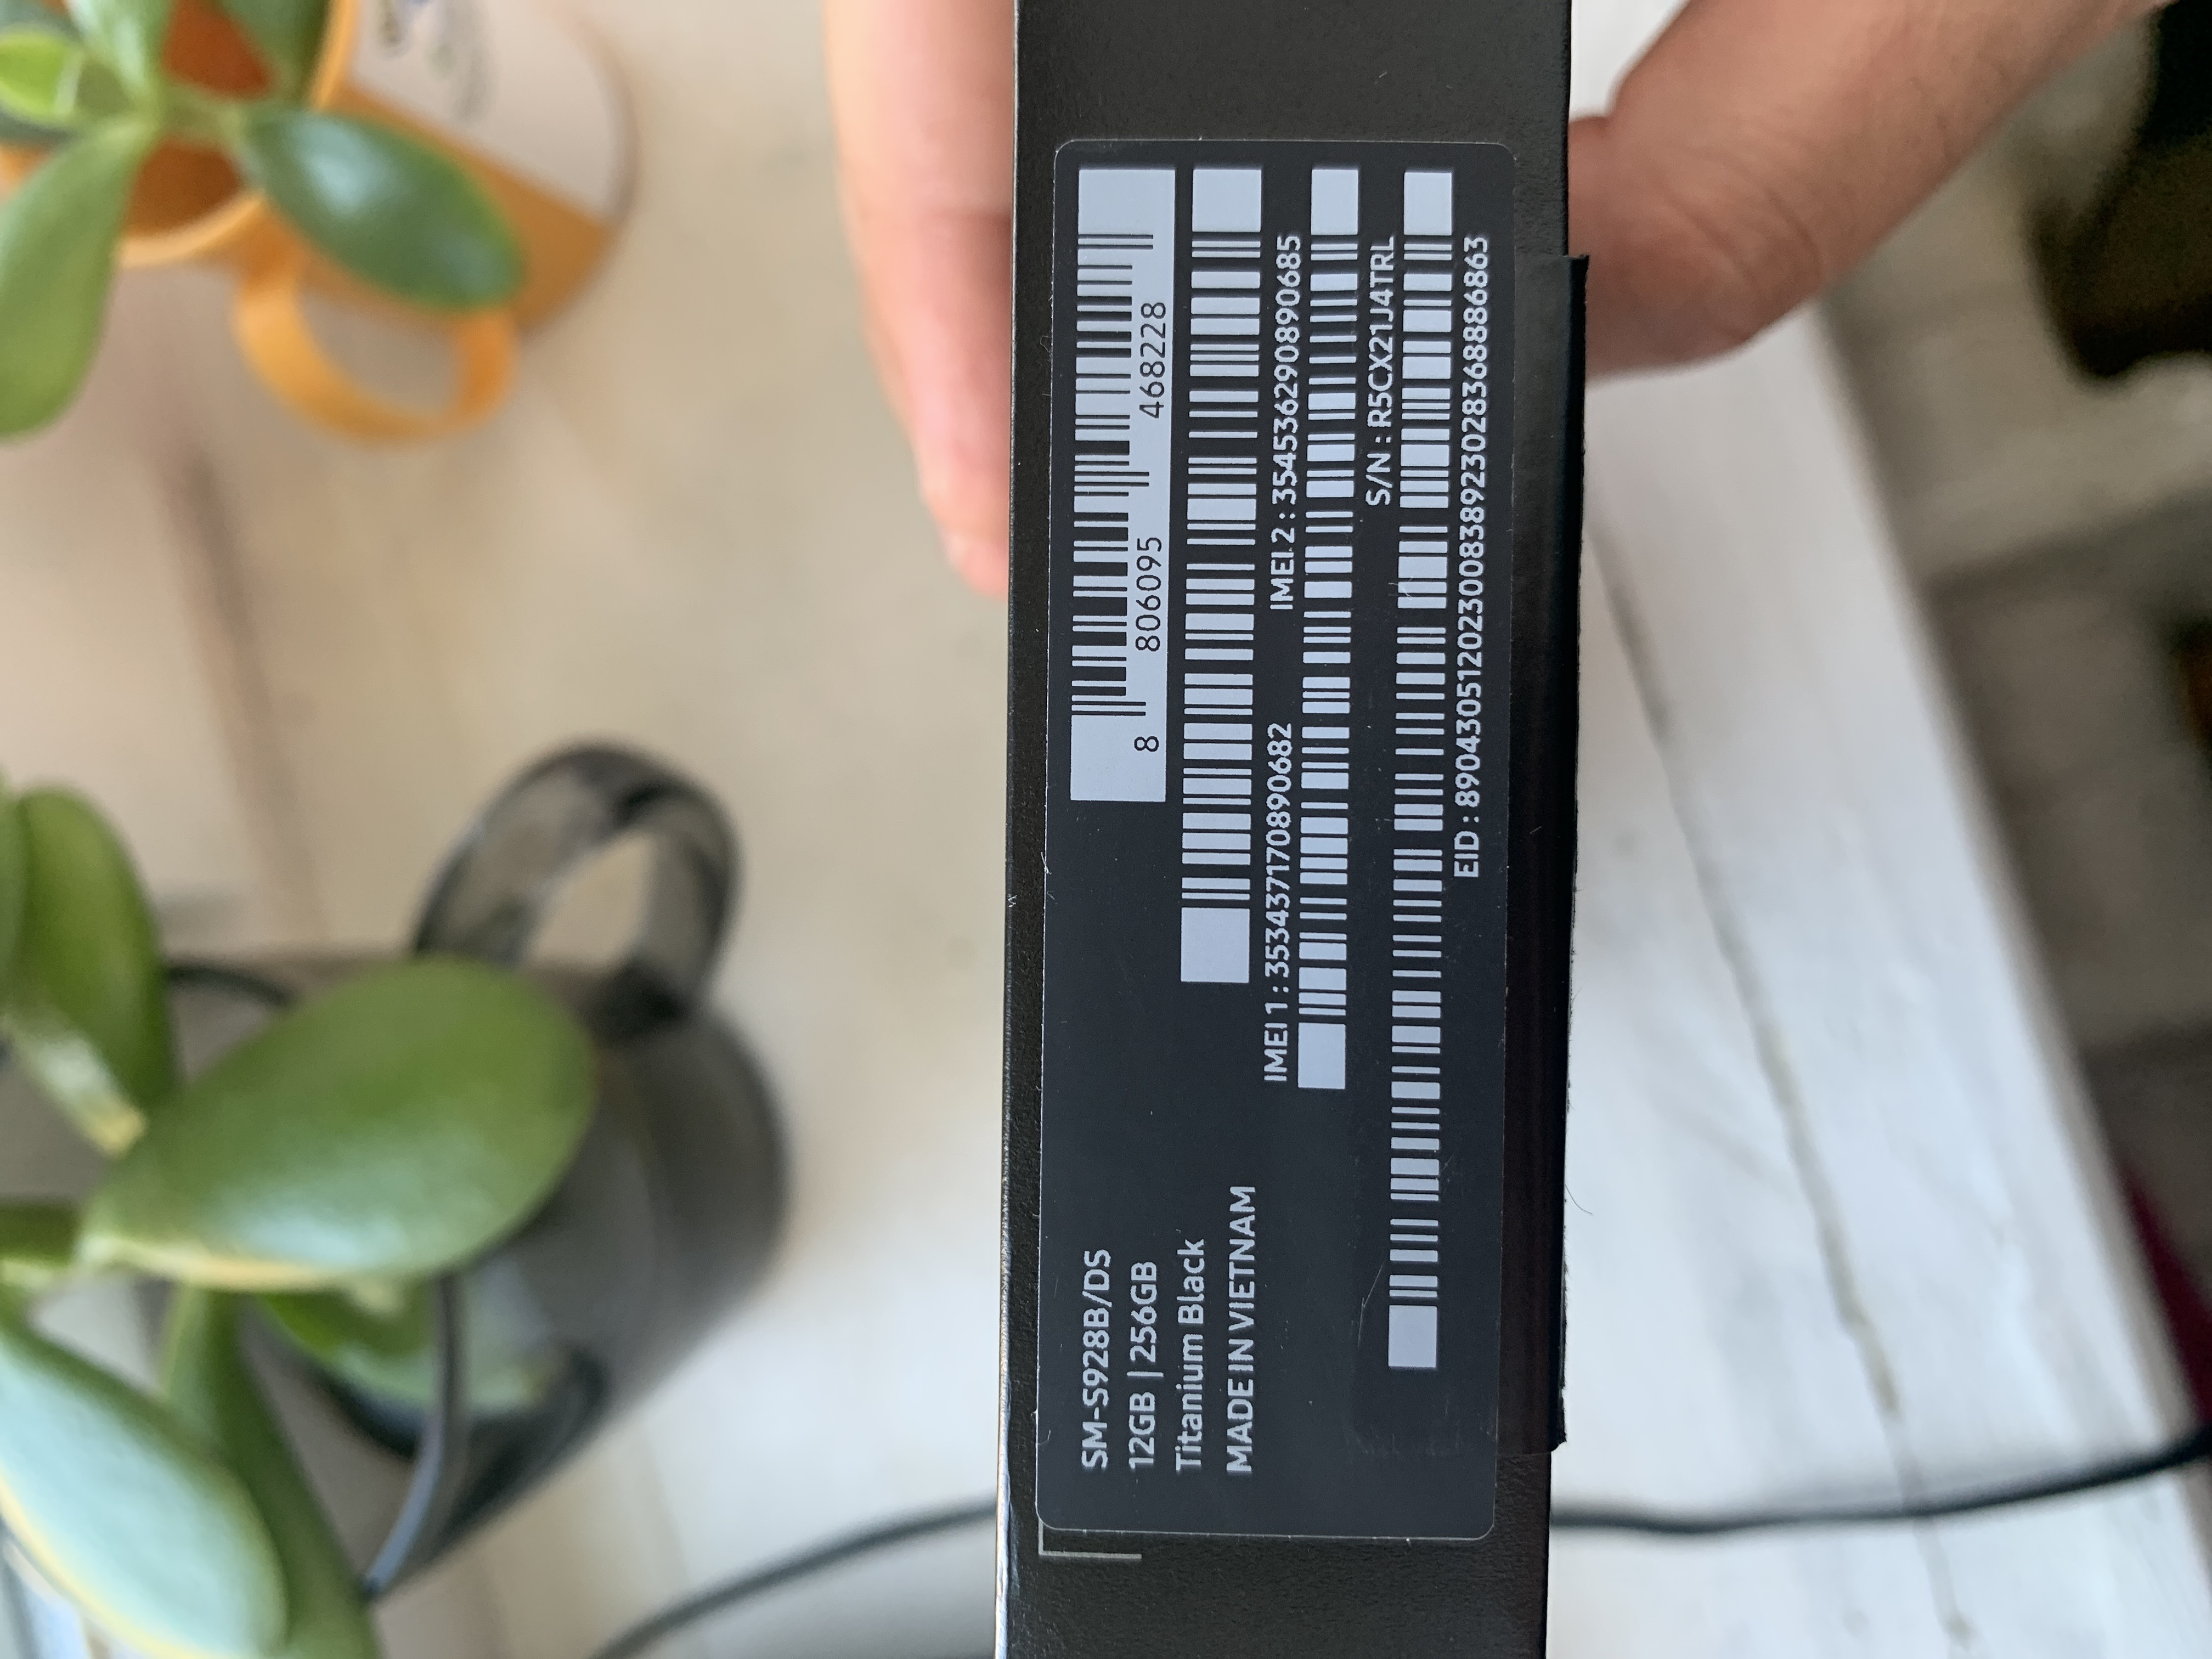 SM-S928B/DS
12GB | 256GB
Titanium Black
MADE IN VIETNAM
8 806095 468228
IMEI 1 : 353437170890682 IMEI 2 : 354536290890685
S/N : R5CX21J4TRL
EID : 89043051202300838923028368886863